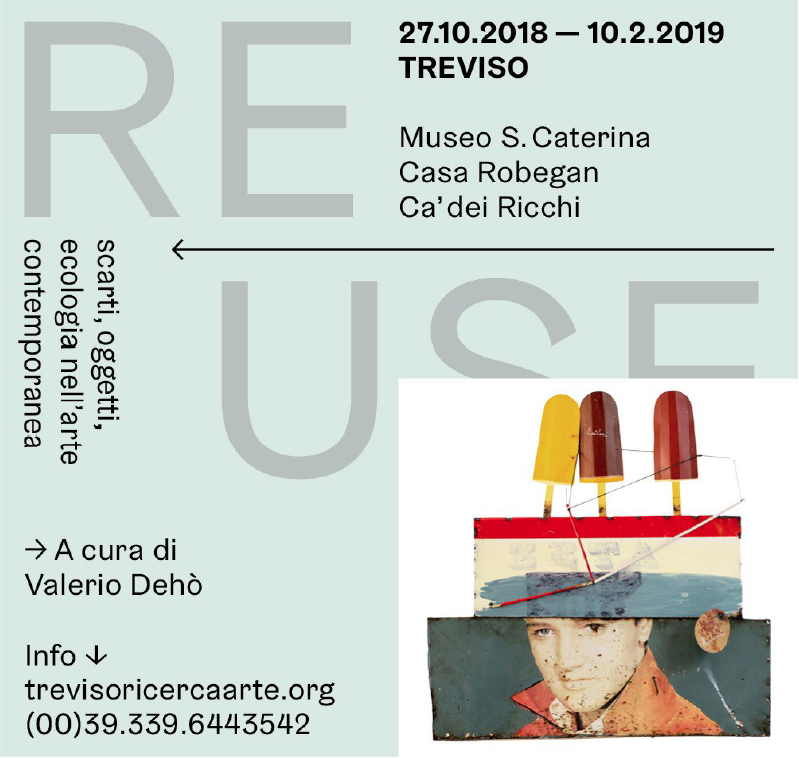 RE
27.10.2018 — 10.2.2019
TREVISO
Museo S. Caterina
Casa Robegan
Ca' dei Ricchi
USE
scarti, oggetti,
ecologia nell'arte
contemporanea
→ A cura di
Valerio Dehò
Info ↓
trevisoricercaarte.org
(00)39.339.6443542